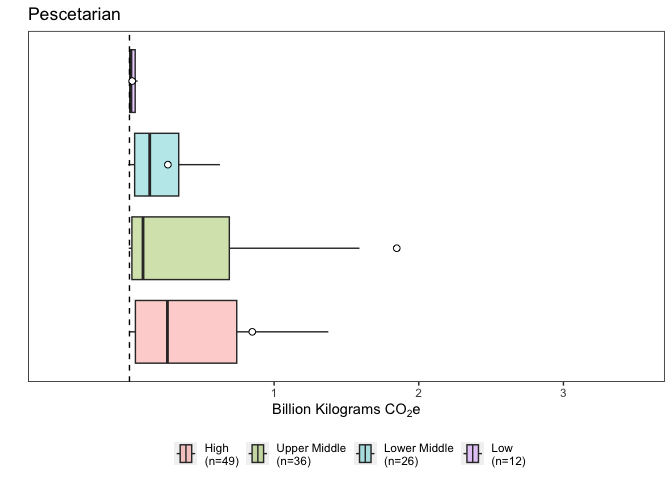 Pescetarian
1 2 3
Billion Kilograms CO₂e
High Upper Middle Lower Middle Low
(n=49) (n=36) (n=26) (n=12)